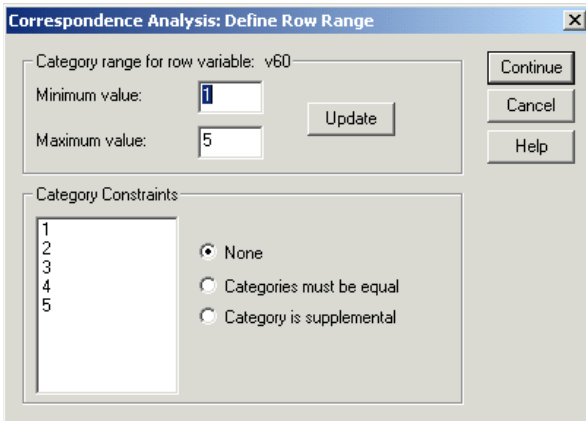 Correspondence Analysis: Define Row Range
Category range for row variable: v60
Minimum value:
1
Maximum value:
5
Update
Continue
Cancel
Help
Category Constraints
1
2
3
4
5
None
Categories must be equal
Category is supplemental